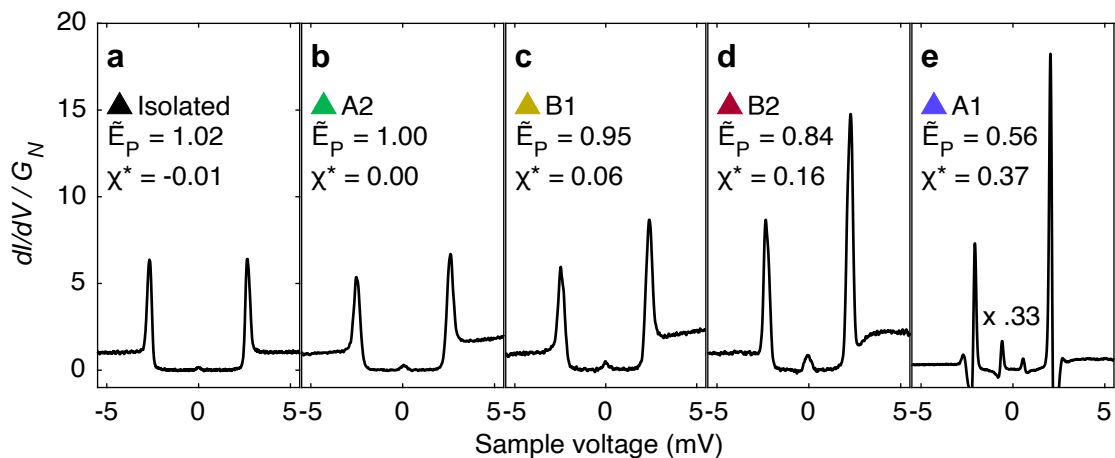 20
15
10
5
0
dI/dV / G_N
a
▲ Isolated
Ẽ_P = 1.02
χ* = -0.01
b
▲ A2
Ẽ_P = 1.00
χ* = 0.00
c
▲ B1
Ẽ_P = 0.95
χ* = 0.06
d
▲ B2
Ẽ_P = 0.84
χ* = 0.16
e
▲ A1
Ẽ_P = 0.56
χ* = 0.37
x .33
-5 0 5-5 0 5-5 0 5-5 0 5-5 0 5
Sample voltage (mV)